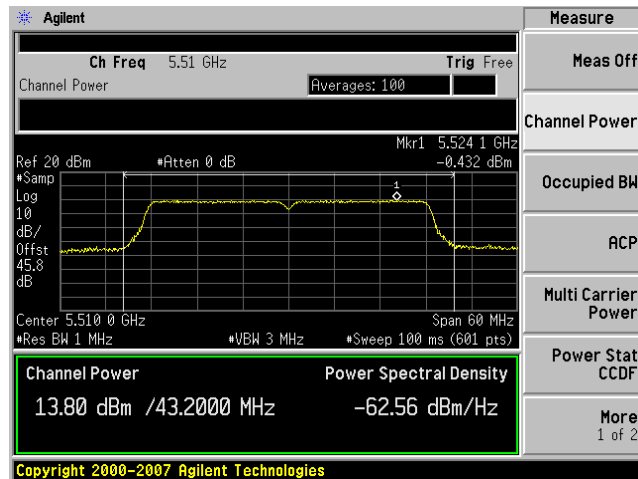 Agilent
Measure
Ch Freq 5.51 GHz Trig Free
Meas Off
Channel Power Averages: 100
Channel Power
Mkr1 5.524 1 GHz
Ref 20 dBm #Atten 0 dB -0.432 dBm
#Samp
Log
10
dB/
Offst
45.8
dB
1
Occupied BW
ACP
Multi Carrier
Power
Center 5.510 0 GHz Span 60 MHz
#Res BW 1 MHz #VBW 3 MHz #Sweep 100 ms (601 pts)
Power Stat
CCDF
Channel Power Power Spectral Density
13.80 dBm /43.2000 MHz -62.56 dBm/Hz
More
1 of 2
Copyright 2000-2007 Agilent Technologies